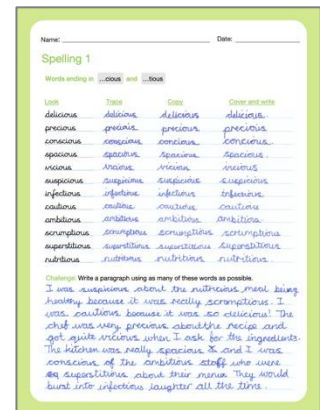 Name: Date:
Spelling 1
Words ending in ...cious and ...tious
Look Trace Copy Cover and write
delicious delicious delicious delicious.
precious precious precious precious
conscious conscious concious concious.
spacious spacious spacious spacious.
vicious vicious vicious vicious
suspicious suspicious suspicious suspicious
infectious infectious infectious infectious.
cautious cautious cautious cautious
ambitious ambitious ambitious ambitious
scrumptious scrumptious scrumptious scrumptious
superstitious superstitious superstitious superstitious
nutritious nutritious nutritious nutritious.
Challenge: Write a paragraph using as many of these words as possible.
I was suspicious about the nutricious meal being
healthy because it was really scrumptious. I
was cautious because it was so delicious! The
chef was very precious about the recipe and
got quite vicious when I ask for the ingredients.
The kitchen was really spacious & and I was
conscious of the ambitious staff who were
superstitious about their menu. They would
burst into infectious laughter all the time.